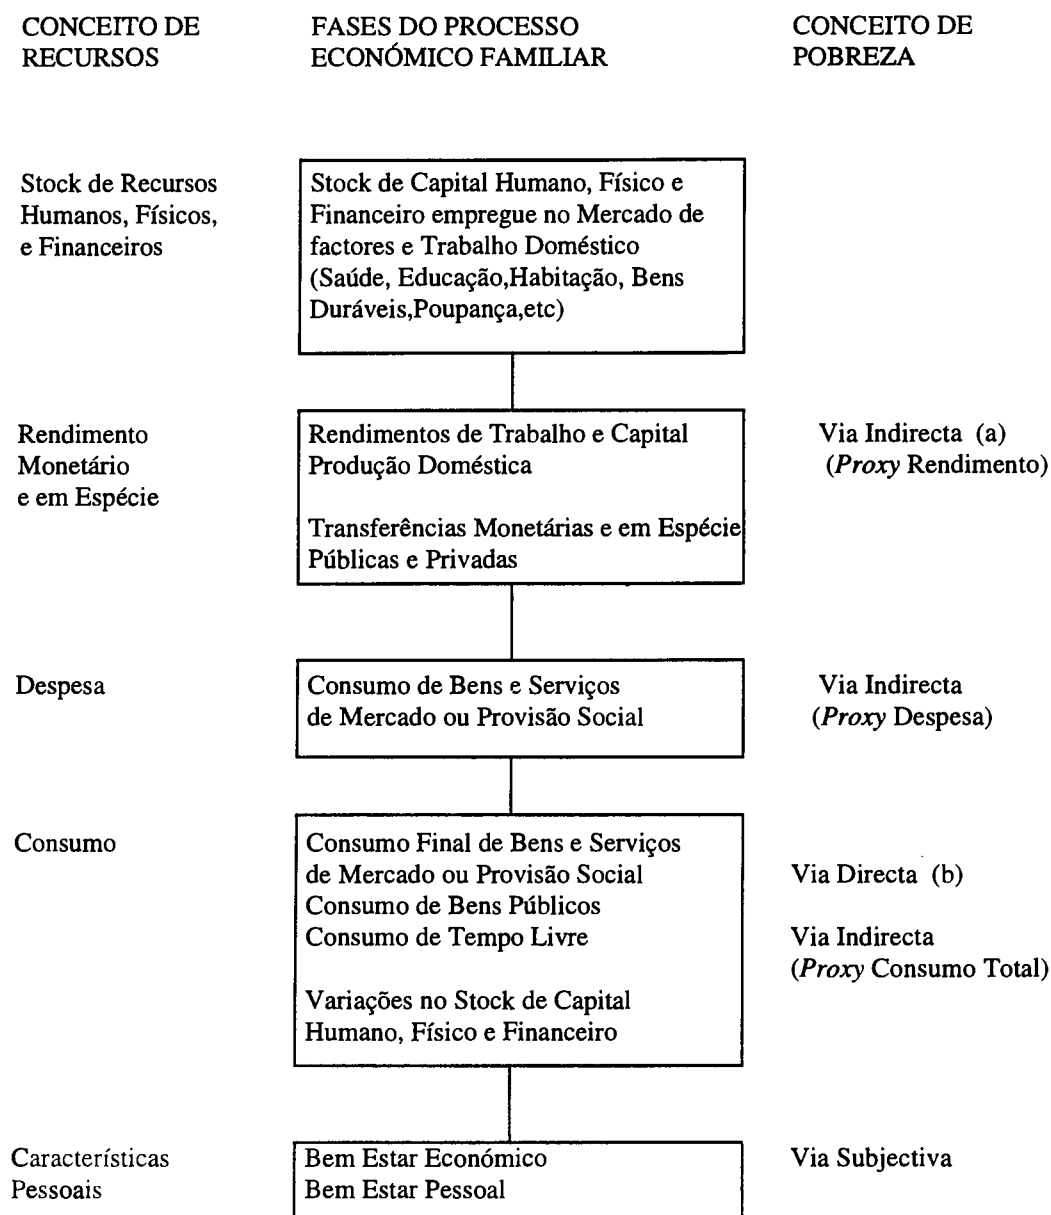 CONCEITO DE
RECURSOS
FASES DO PROCESSO
ECONÓMICO FAMILIAR
CONCEITO DE
POBREZA
Stock de Recursos
Humanos, Físicos,
e Financeiros
Stock de Capital Humano, Físico e
Financeiro empregue no Mercado de
factores e Trabalho Doméstico
(Saúde, Educação,Habitação, Bens
Duráveis,Poupança,etc)
Rendimento
Monetário
e em Espécie
Rendimentos de Trabalho e Capital
Produção Doméstica
Transferências Monetárias e em Espécie
Públicas e Privadas
Via Indirecta (a)
(Proxy Rendimento)
Despesa
Consumo de Bens e Serviços
de Mercado ou Provisão Social
Via Indirecta
(Proxy Despesa)
Consumo
Consumo Final de Bens e Serviços
de Mercado ou Provisão Social
Consumo de Bens Públicos
Consumo de Tempo Livre
Variações no Stock de Capital
Humano, Físico e Financeiro
Via Directa (b)
Via Indirecta
(Proxy Consumo Total)
Características
Pessoais
Bem Estar Económico
Bem Estar Pessoal
Via Subjectiva